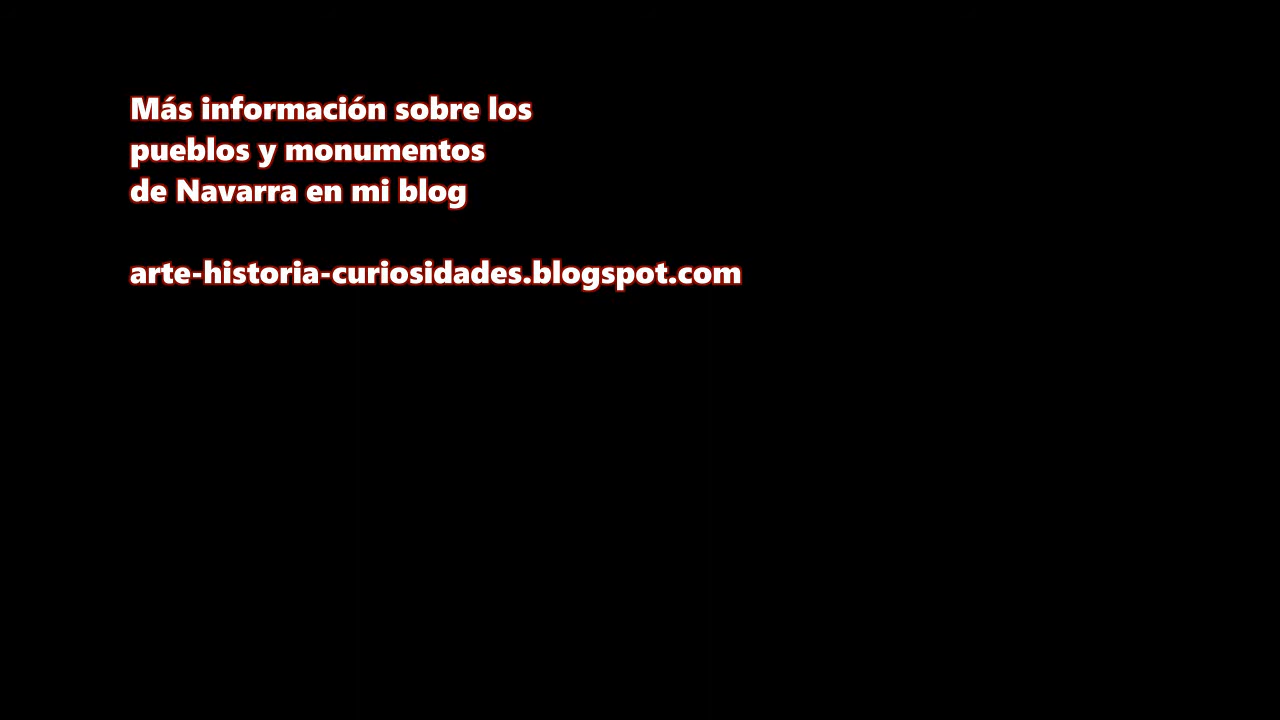 Más información sobre los
pueblos y monumentos
de Navarra en mi blog
arte-historia-curiosidades.blogspot.com